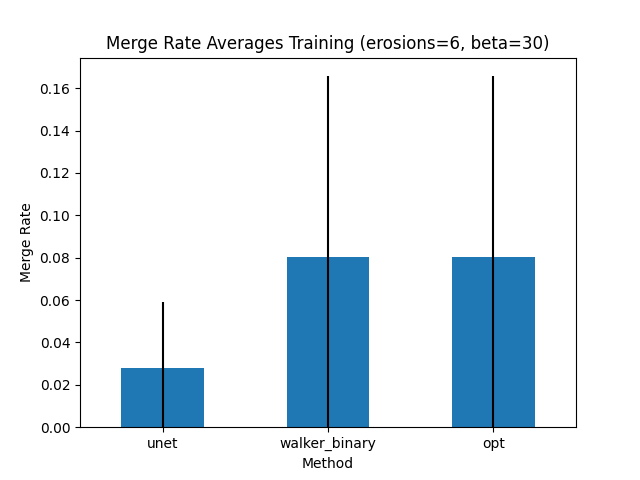 Merge Rate Averages Training (erosions=6, beta=30)
0.16
0.14
0.12
0.10
0.08
0.06
0.04
0.02
0.00
Merge Rate
unet walker_binary opt
Method